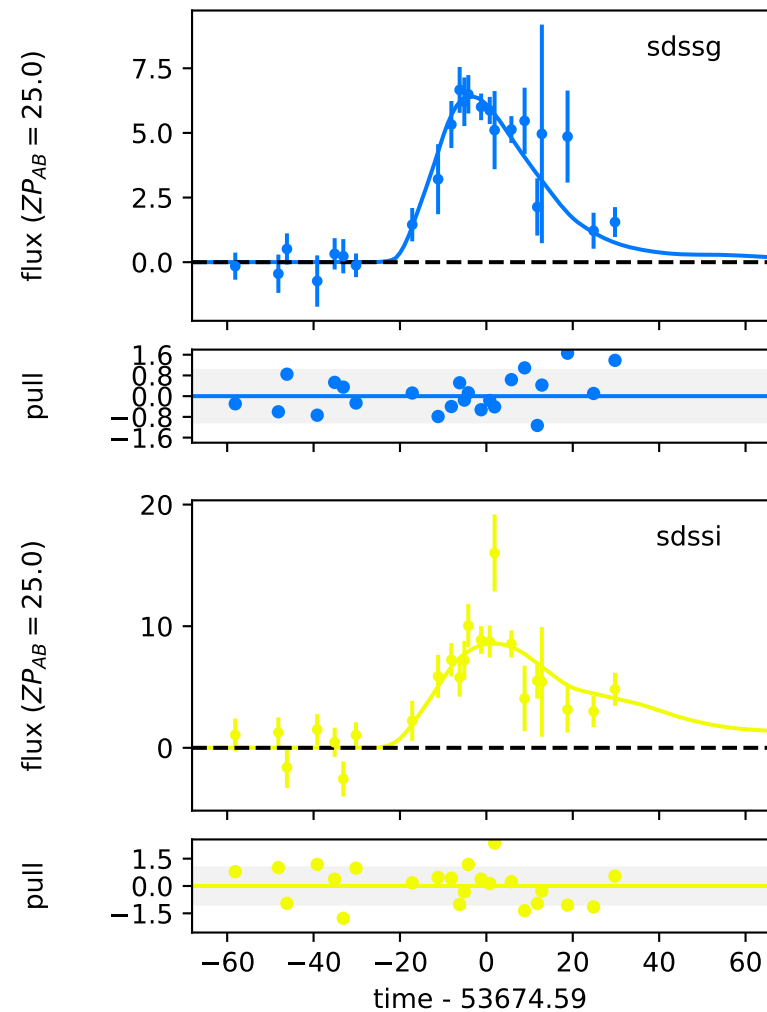 sdssg
flux (ZP_AB = 25.0)
7.5
5.0
2.5
0.0
pull
1.6
0.8
0.0
−0.8
−1.6
sdssi
flux (ZP_AB = 25.0)
20
10
0
pull
1.5
0.0
−1.5
−60 −40 −20 0 20 40 60
time - 53674.59